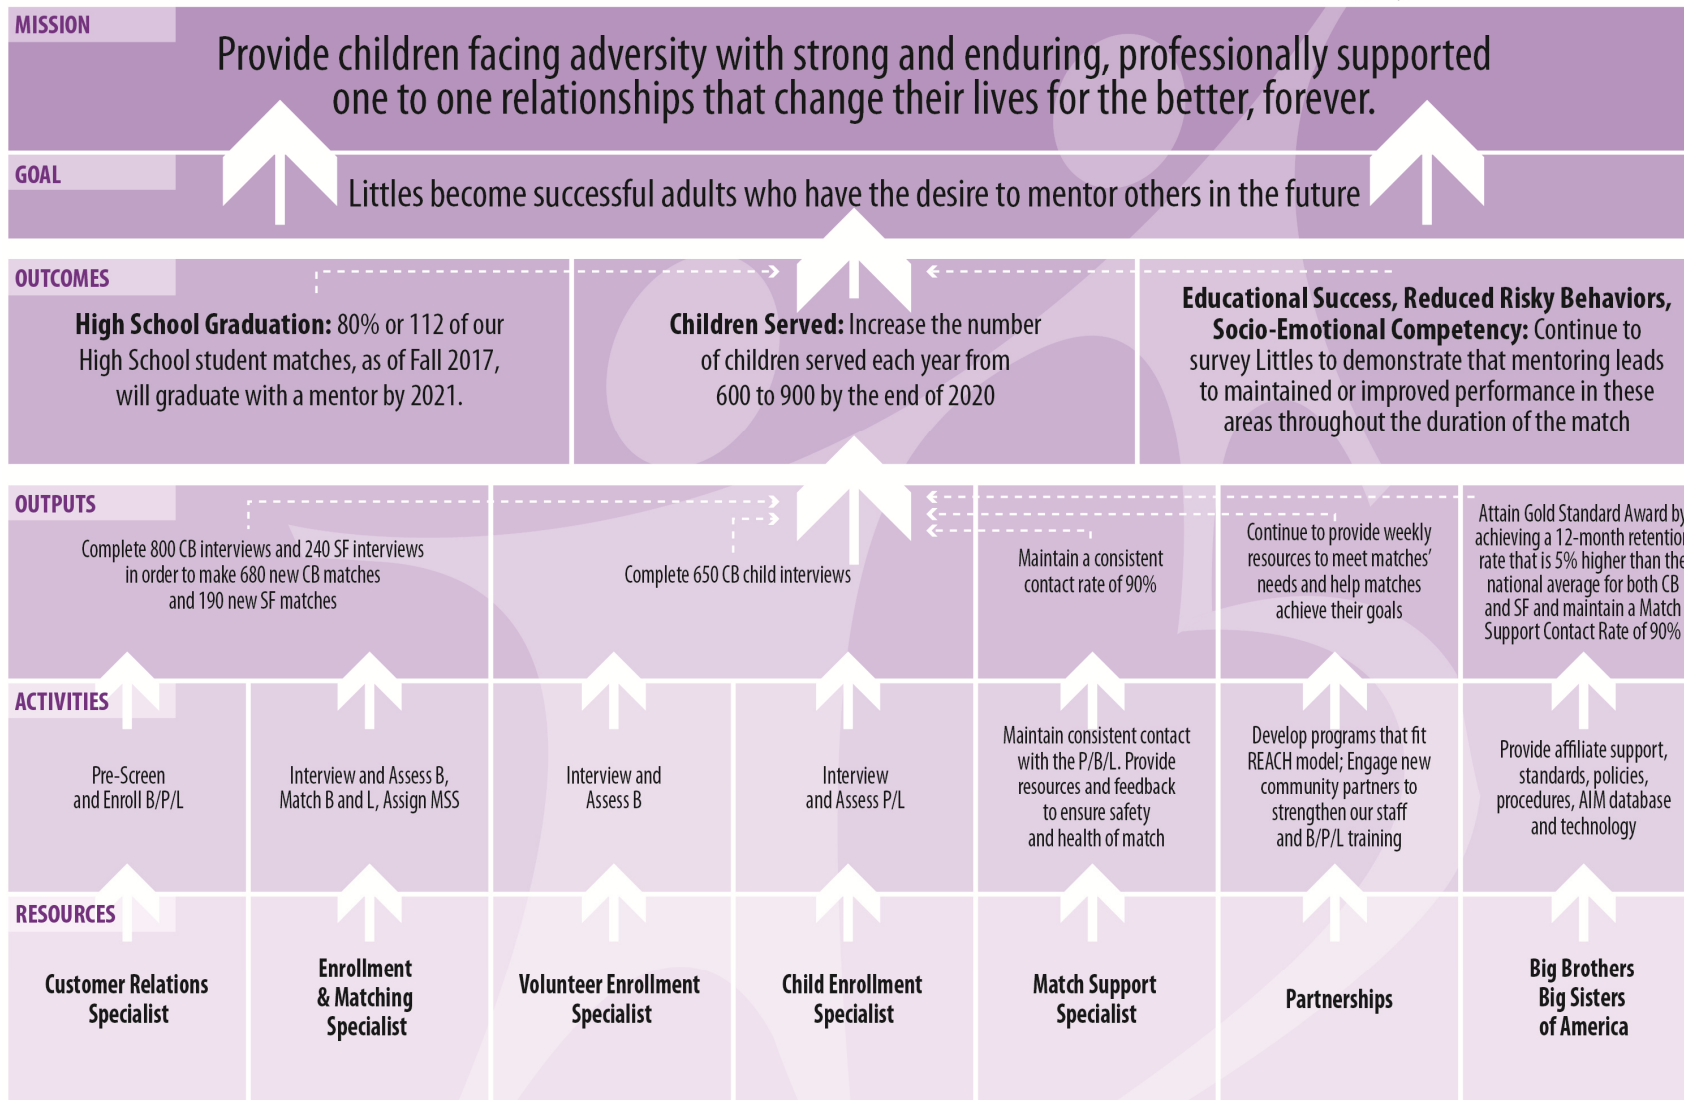 MISSION
Provide children facing adversity with strong and enduring, professionally supported
one to one relationships that change their lives for the better, forever.
GOAL
Littles become successful adults who have the desire to mentor others in the future
OUTCOMES
High School Graduation: 80% or 112 of our
High School student matches, as of Fall 2017,
will graduate with a mentor by 2021.
Children Served: Increase the number
of children served each year from
600 to 900 by the end of 2020
Educational Success, Reduced Risky Behaviors,
Socio-Emotional Competency: Continue to
survey Littles to demonstrate that mentoring leads
to maintained or improved performance in these
areas throughout the duration of the match
OUTPUTS
Complete 800 CB interviews and 240 SF interviews
in order to make 680 new CB matches
and 190 new SF matches
Complete 650 CB child interviews
Maintain a consistent
contact rate of 90%
Continue to provide weekly
resources to meet matches’
needs and help matches
achieve their goals
Attain Gold Standard Award by
achieving a 12-month retention
rate that is 5% higher than the
national average for both CB
and SF and maintain a Match
Support Contact Rate of 90%
ACTIVITIES
Pre-Screen
and Enroll B/P/L
Interview and Assess B,
Match B and L, Assign MSS
Interview and
Assess B
Interview
and Assess P/L
Maintain consistent contact
with the P/B/L. Provide
resources and feedback
to ensure safety
and health of match
Develop programs that fit
REACH model; Engage new
community partners to
strengthen our staff
and B/P/L training
Provide affiliate support,
standards, policies,
procedures, AIM database
and technology
RESOURCES
Customer Relations
Specialist
Enrollment
& Matching
Specialist
Volunteer Enrollment
Specialist
Child Enrollment
Specialist
Match Support
Specialist
Partnerships
Big Brothers
Big Sisters
of America